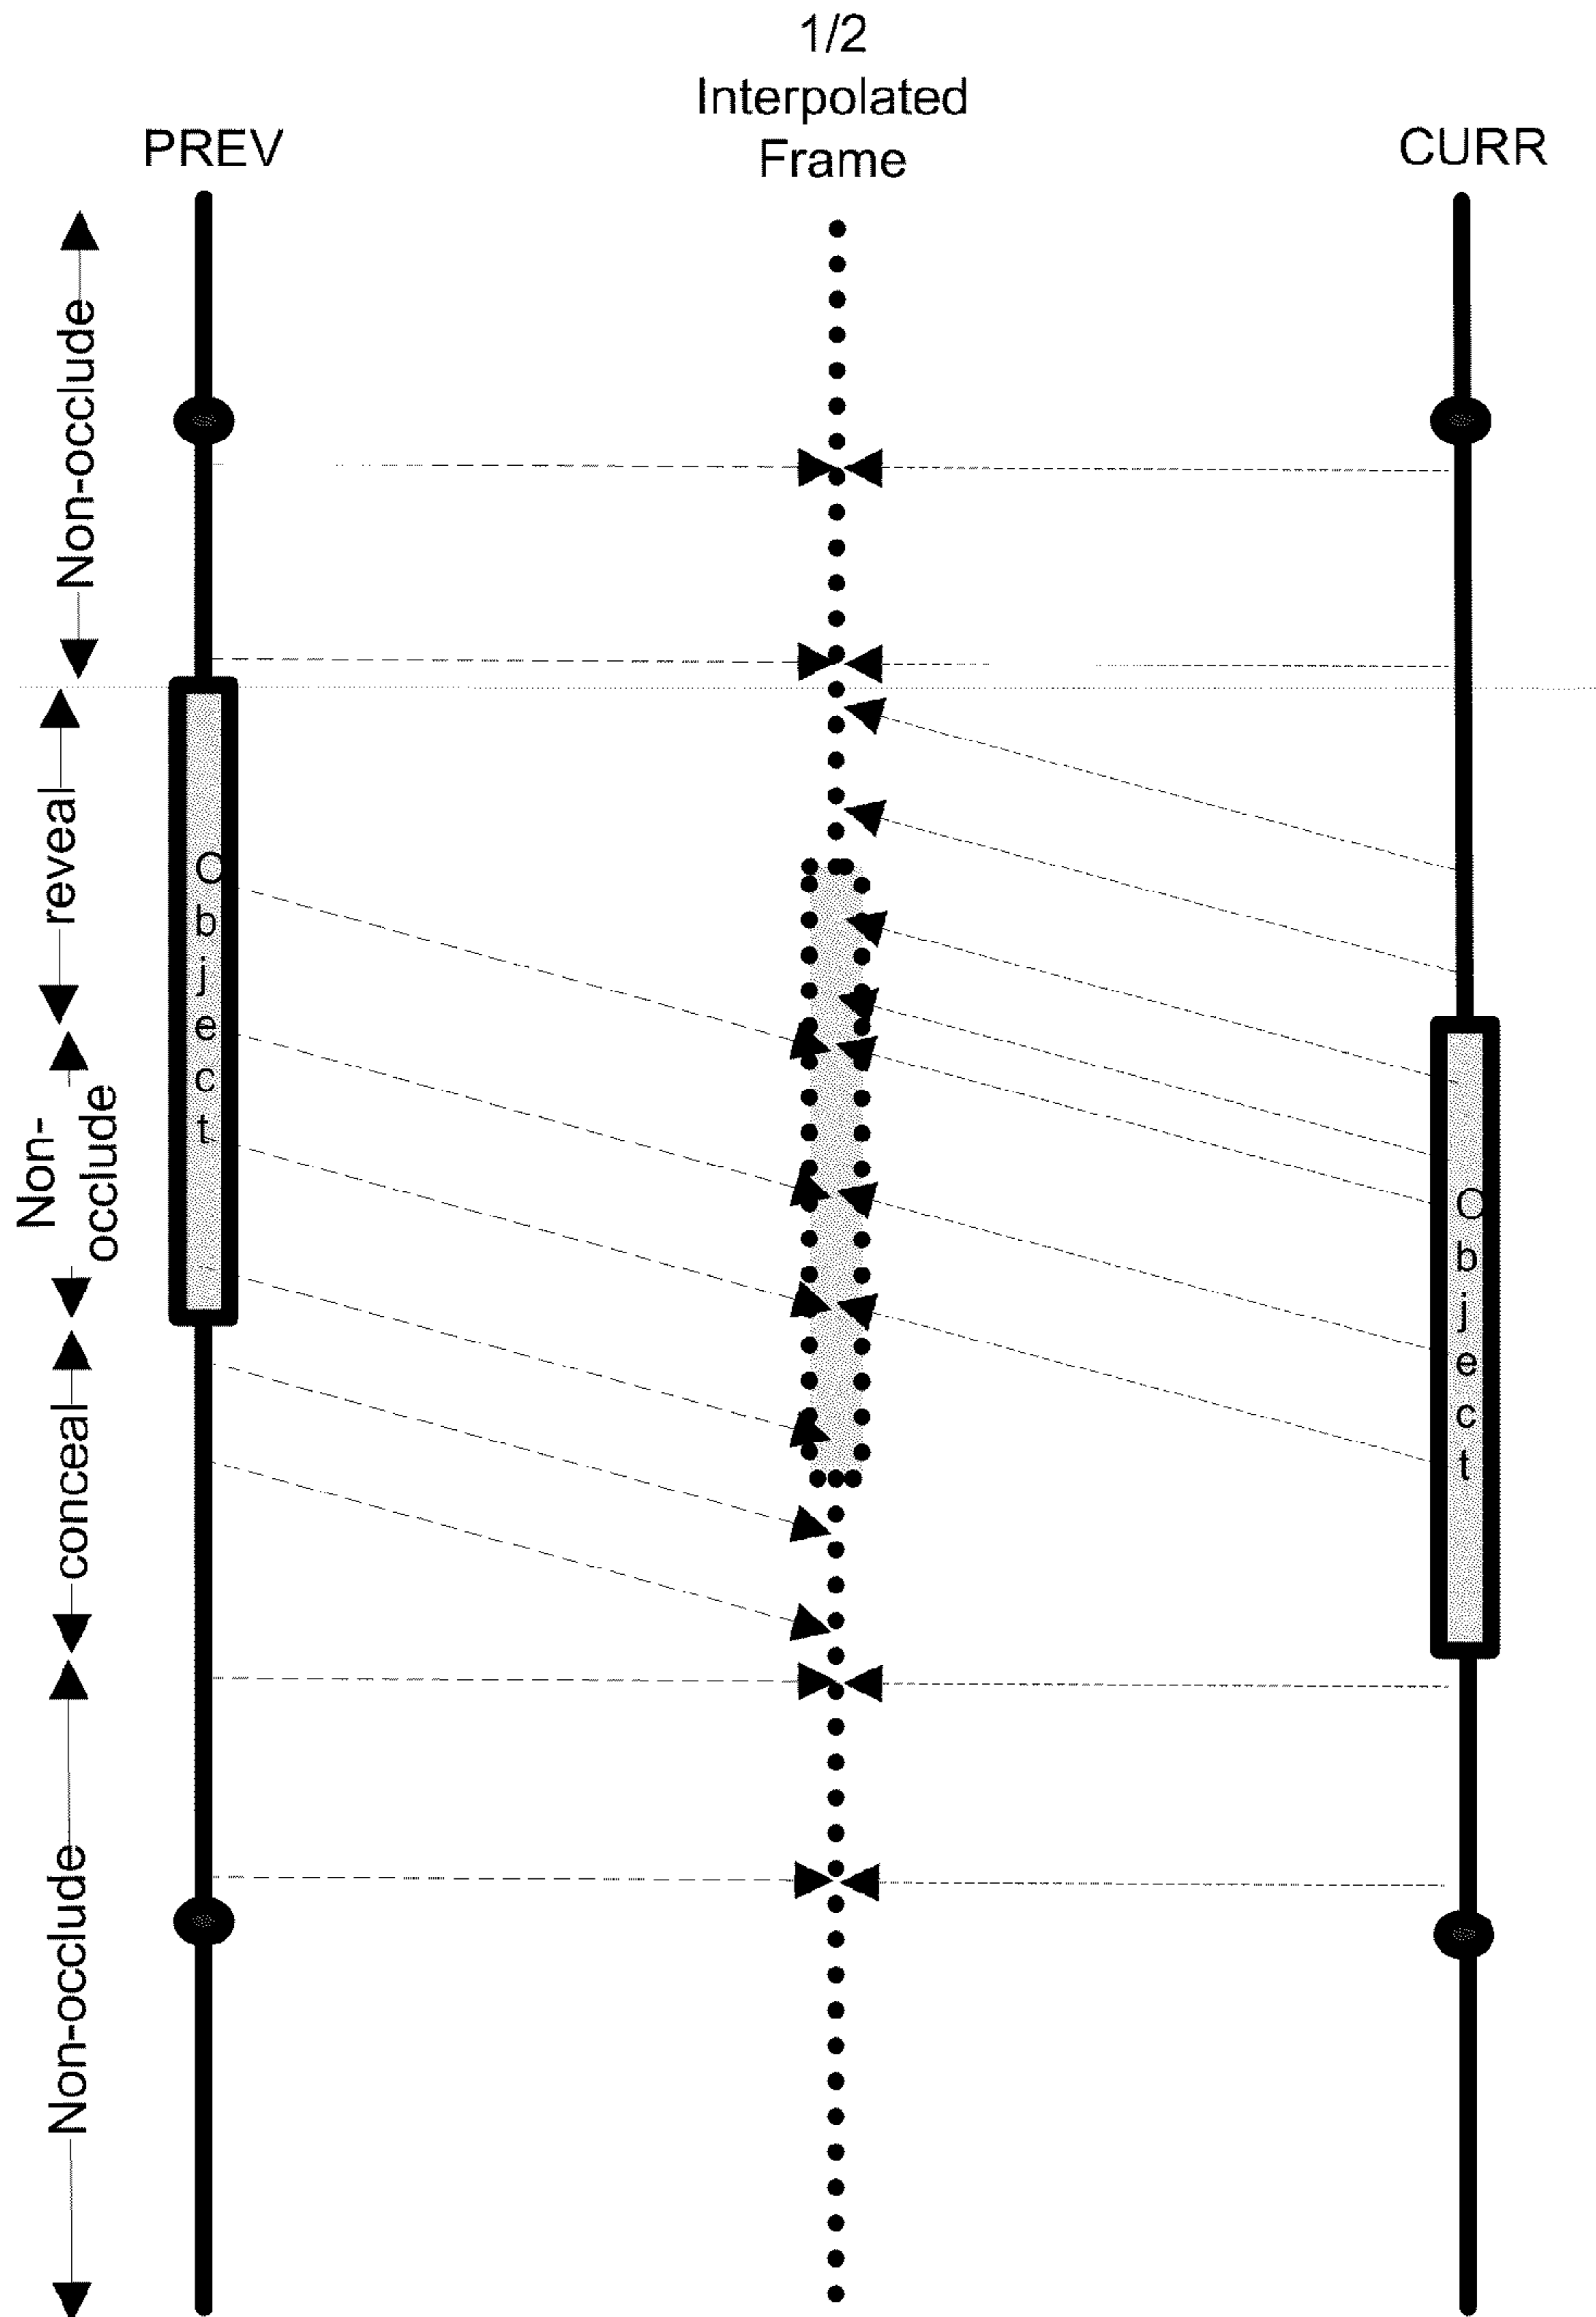 1/2
Interpolated
Frame
PREV
CURR
Non-occlude
reveal
Non-
occlude
conceal
Non-occlude
Object
Object